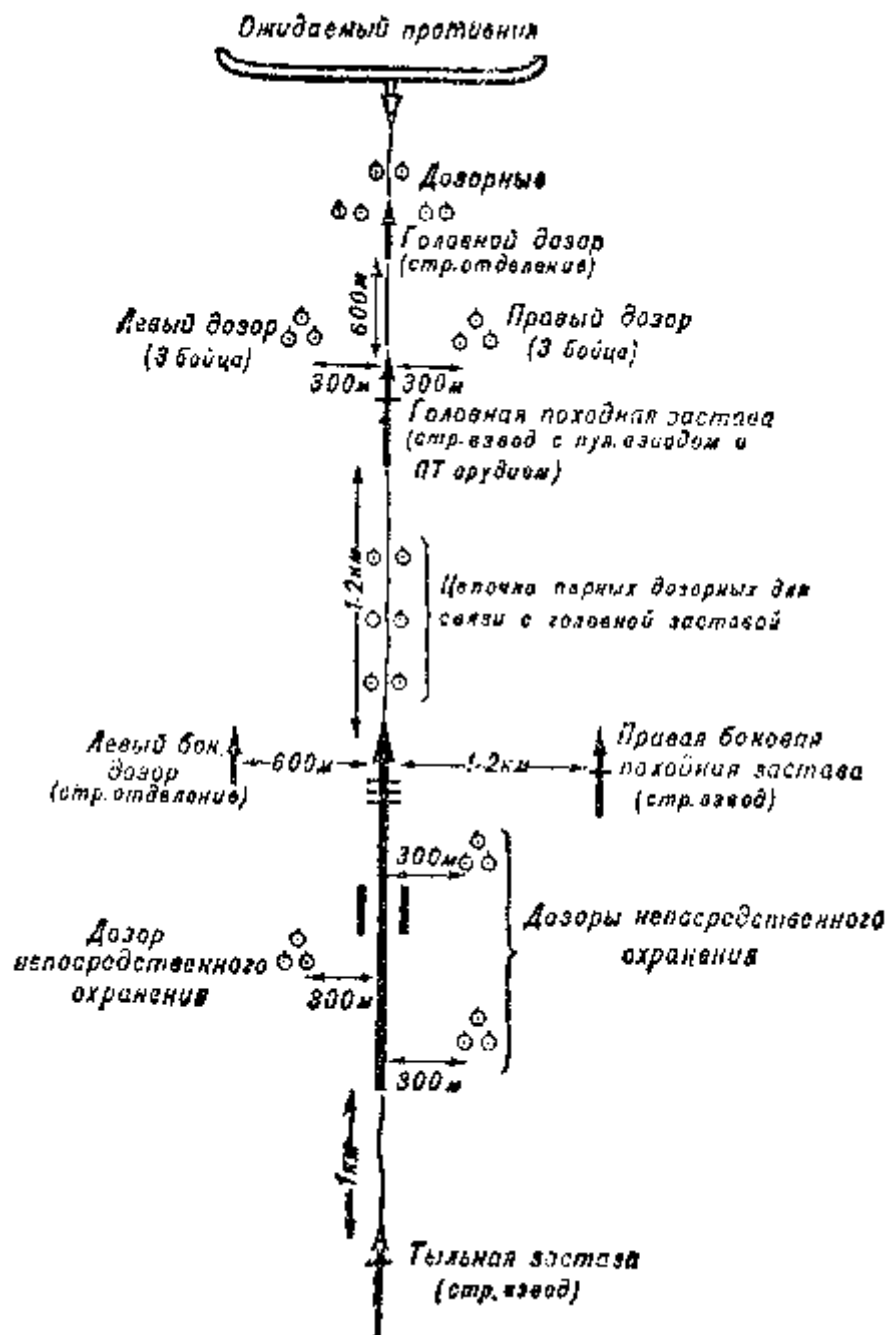 Ожидаемый противник
Дозорные
Головной дозор
(стр. отделение)
600м
Левый дозор
(3 бойца)
Правый дозор
(3 бойца)
300м
300м
Головная походная застава
(стр. взвод с пул. взводом и
ПТ орудием)
1-2км
Цепочка парных дозорных для
связи с головной заставой
Левый бок.
дозор
(стр. отделение)
600м
1-2км
Правая боковая
походная застава
(стр. взвод)
300м
Дозоры непосредственного
охранения
Дозор
непосредственного
охранения
300м
300м
1км
Тыльная застава
(стр. взвод)